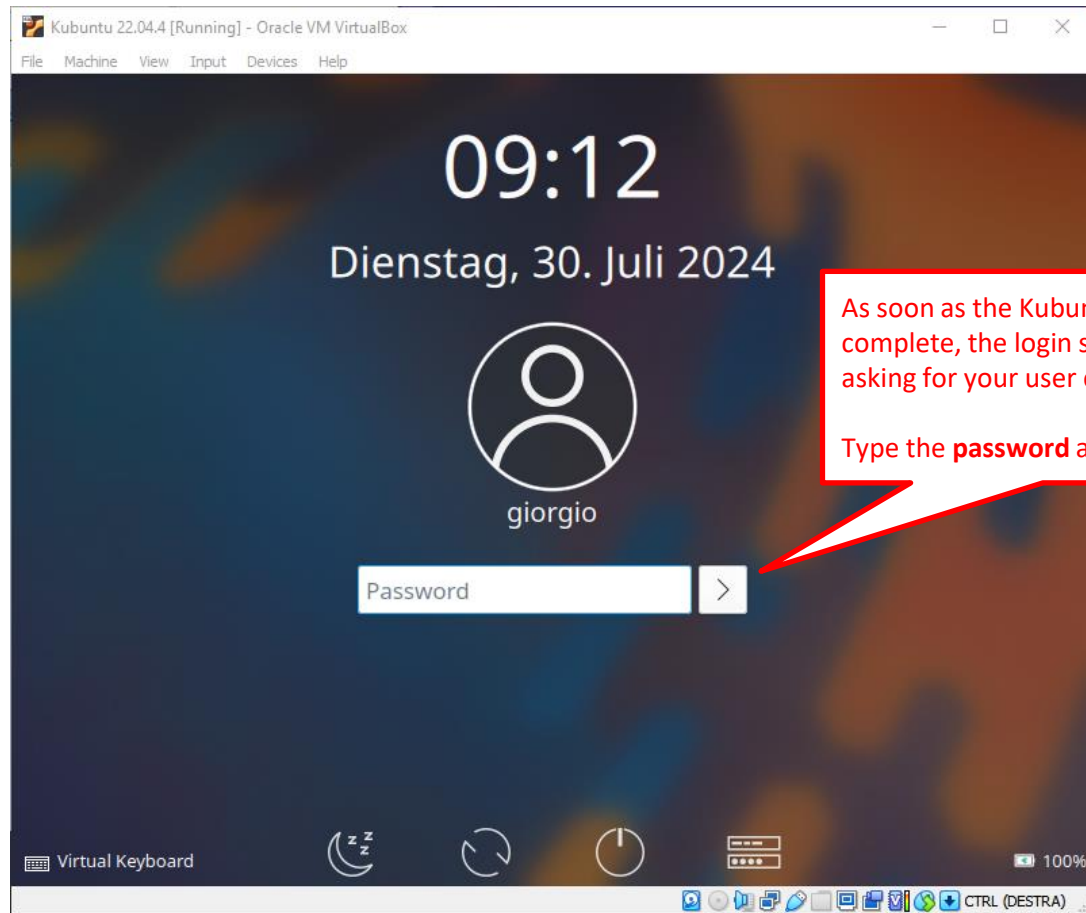 Kubuntu 22.04.4 [Running] - Oracle VM VirtualBox
File Machine View Input Devices Help
09:12
Dienstag, 30. Juli 2024
As soon as the
complete, the login
asking for your user
Type the password
giorgio
Password
Virtual Keyboard
100%
CTRL (DESTRA)